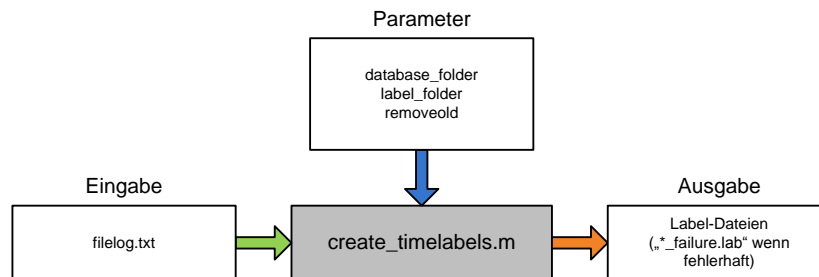 Parameter
database_folder
label_folder
removeold
Eingabe
filelog.txt
create_timelabels.m
Ausgabe
Label-Dateien
(„*_failure.lab“ wenn
fehlerhaft)